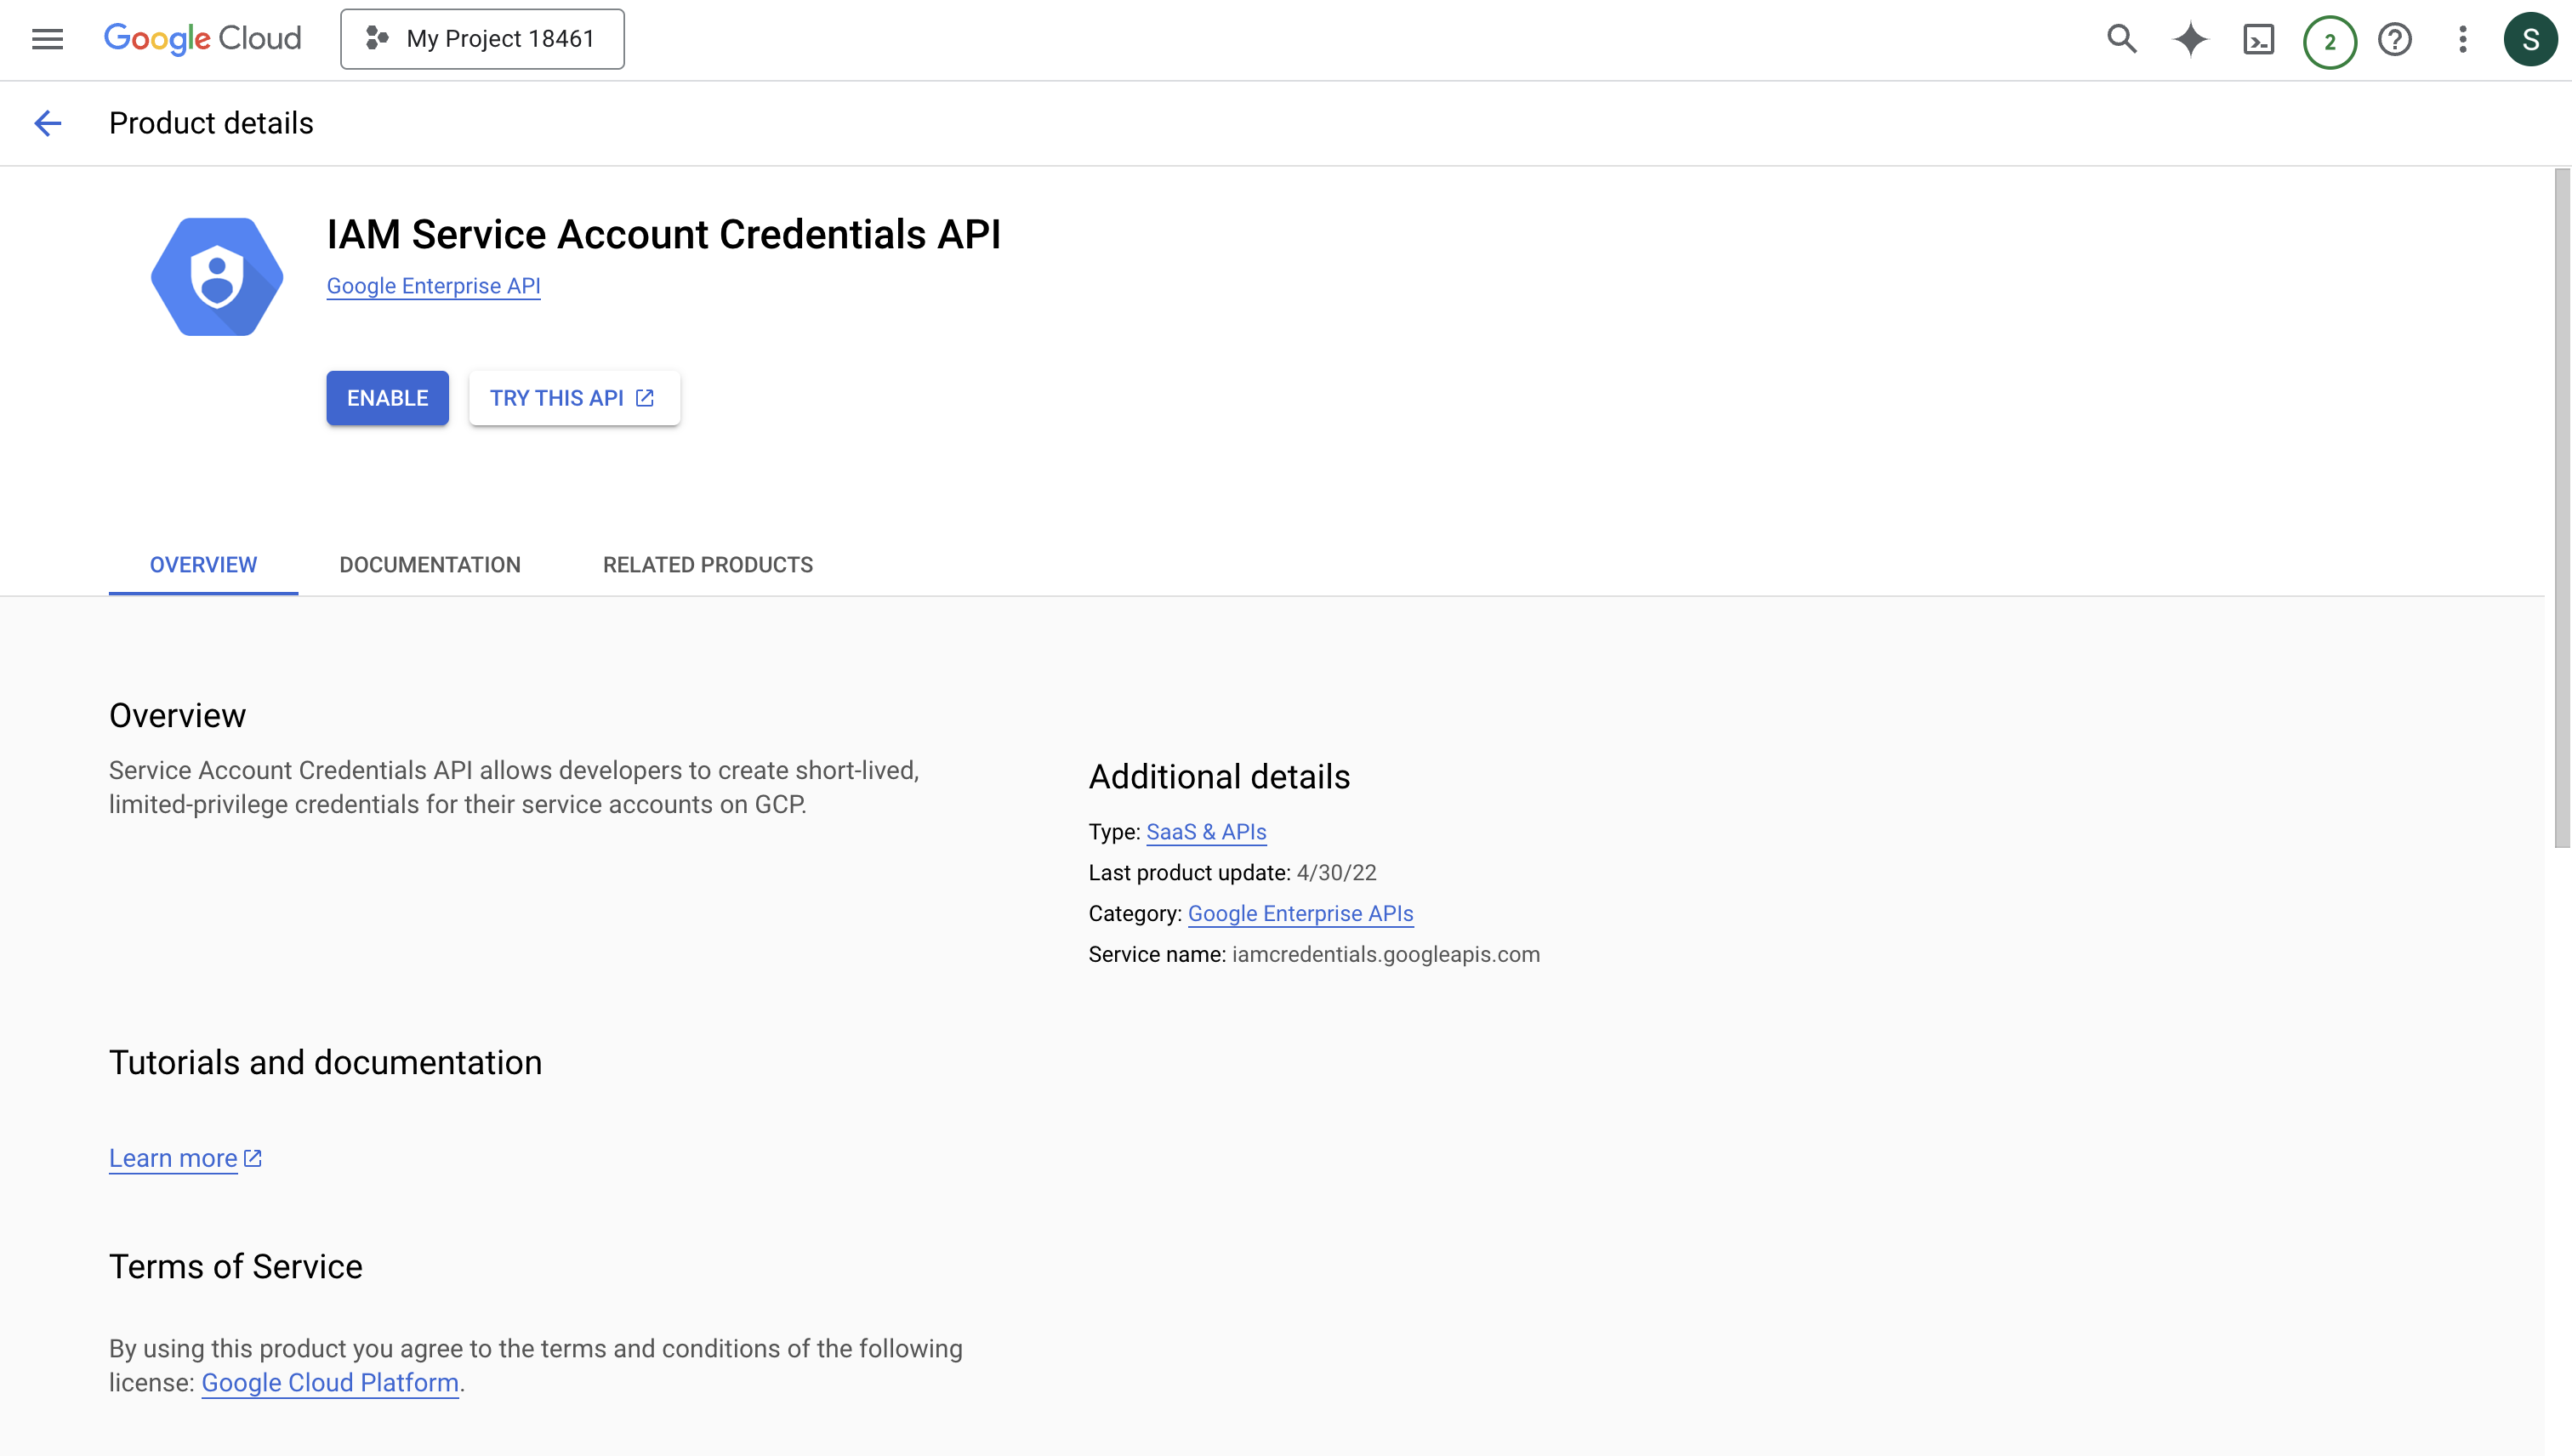 Google Cloud
My Project 18461
2
S
Product details
IAM Service Account Credentials API
Google Enterprise API
ENABLE
TRY THIS API
OVERVIEW
DOCUMENTATION
RELATED PRODUCTS
Overview
Service Account Credentials API allows developers to create short-lived,
limited-privilege credentials for their service accounts on GCP.
Additional details
Type: SaaS & APIs
Last product update: 4/30/22
Category: Google Enterprise APIs
Service name: iamcredentials.googleapis.com
Tutorials and documentation
Learn more
Terms of Service
By using this product you agree to the terms and conditions of the following
license: Google Cloud Platform.